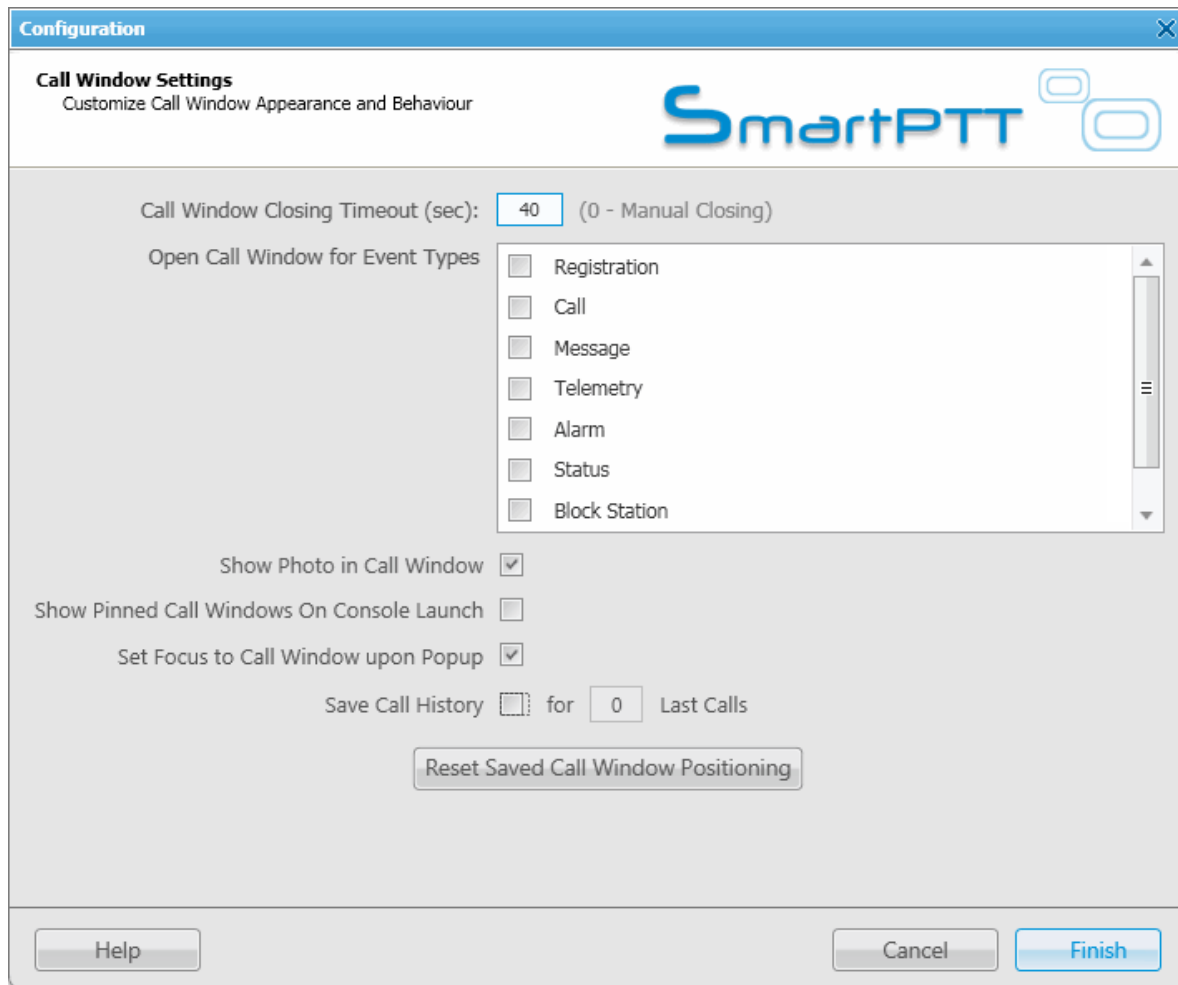 Configuration
Call Window Settings
Customize Call Window Appearance and Behaviour
SmartPTT
Call Window Closing Timeout (sec): 40 (0 - Manual Closing)
Open Call Window for Event Types
Registration
Call
Message
Telemetry
Alarm
Status
Block Station
Show Photo in Call Window
Show Pinned Call Windows On Console Launch
Set Focus to Call Window upon Popup
Save Call History for 0 Last Calls
Reset Saved Call Window Positioning
Help Cancel Finish